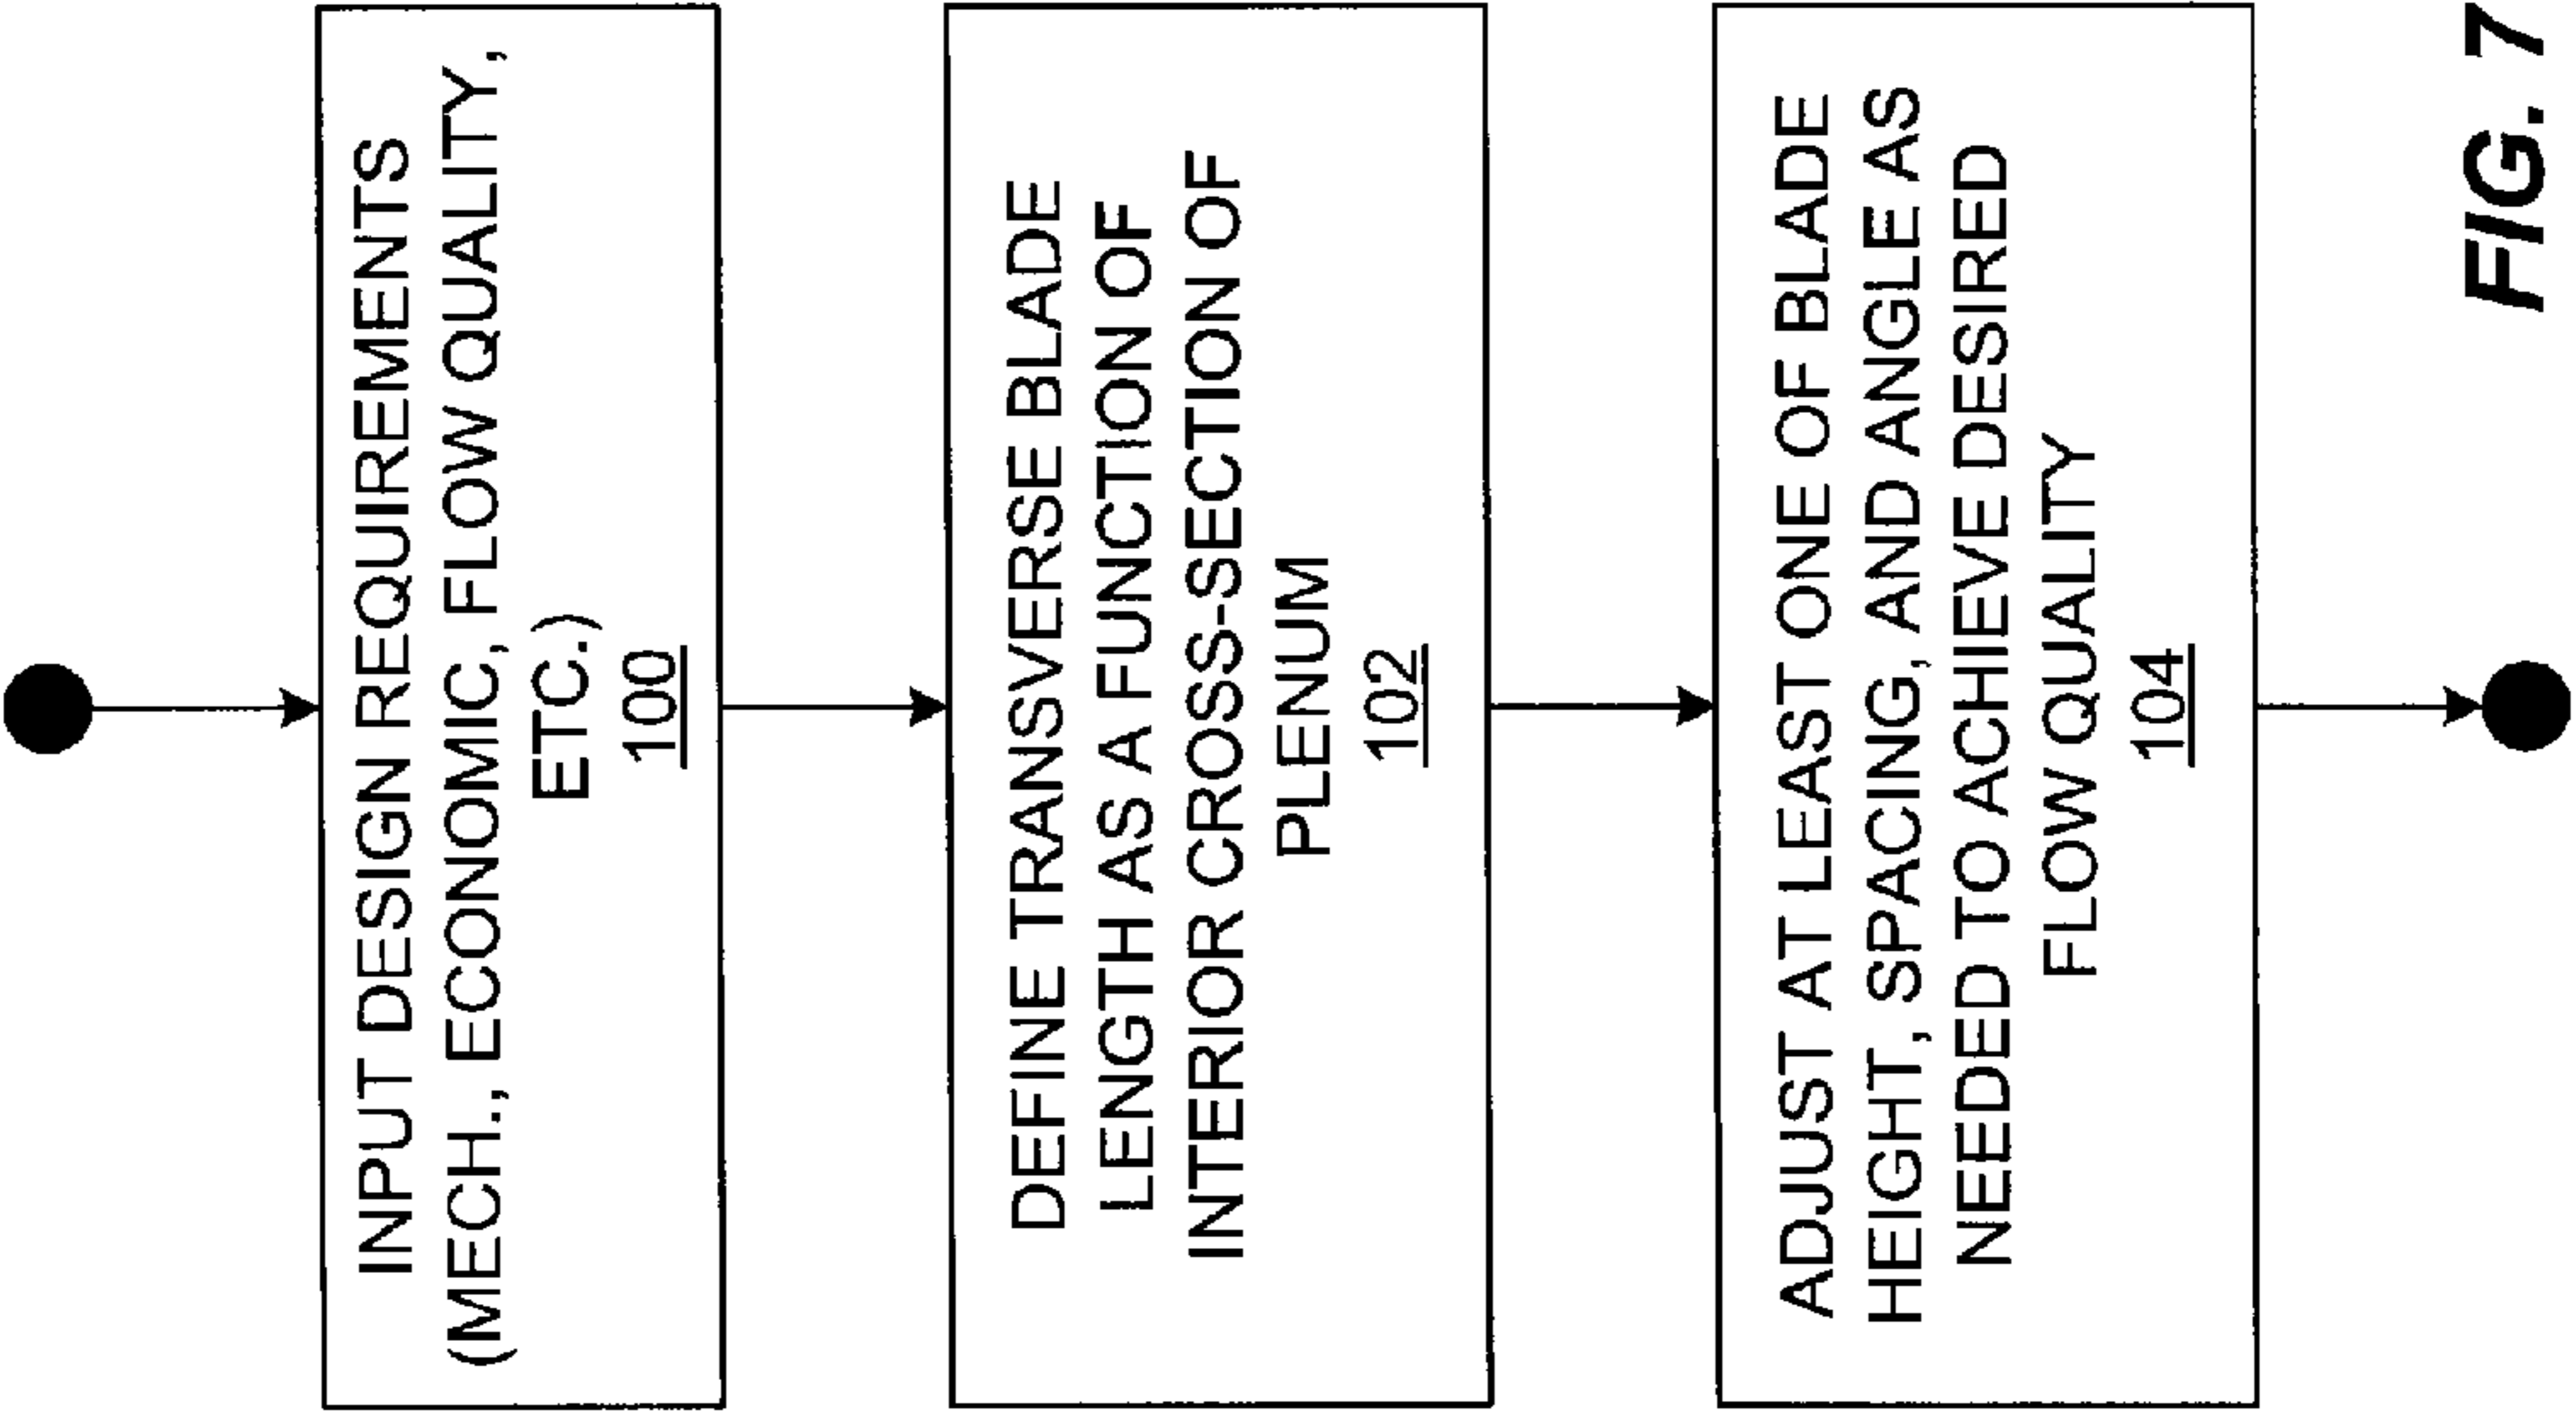 INPUT DESIGN REQUIREMENTS
(MECH., ECONOMIC, FLOW QUALITY,
ETC.)
100
DEFINE TRANSVERSE BLADE
LENGTH AS A FUNCTION OF
INTERIOR CROSS-SECTION OF
PLENUM
102
ADJUST AT LEAST ONE OF BLADE
HEIGHT, SPACING, AND ANGLE AS
NEEDED TO ACHIEVE DESIRED
FLOW QUALITY
104
FIG. 7